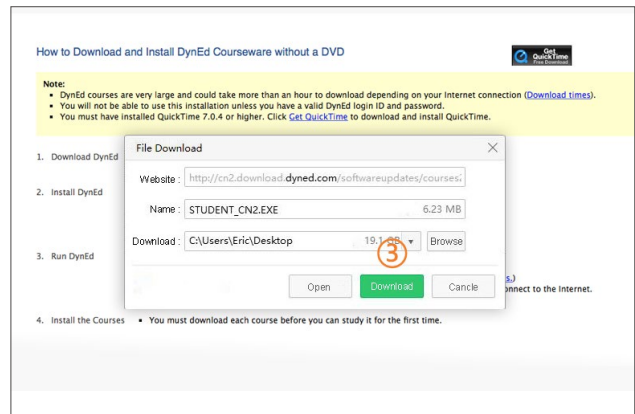 How to Download and Install DynEd Courseware without a DVD
Get
QuickTime
Free Download
Note:
▪ DynEd courses are very large and could take more than an hour to download depending on your Internet connection (Download times).
▪ You will not be able to use this installation unless you have a valid DynEd login ID and password.
▪ You must have installed QuickTime 7.0.4 or higher. Click Get QuickTime to download and install QuickTime.
File Download
1. Download DynEd
Website : http://cn2.download.dyned.com/softwareupdates/courses
2. Install DynEd
Name : STUDENT_CN2.EXE 6.23 MB
Download : C:\Users\Eric\Desktop 19.1 GB Browse
3. Run DynEd
③
s.)
Open Download Cancle
nnect to the Internet.
4. Install the Courses ▪ You must download each course before you can study it for the first time.